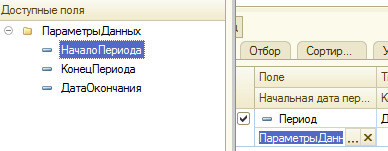 Доступные поля
ПараметрыДанных
НачалоПериода
КонецПериода
ДатаОкончания
Отбор
Сортир...
У
Поле
Начальная дата пер...
К
Период
Д
ПараметрыДанн
...